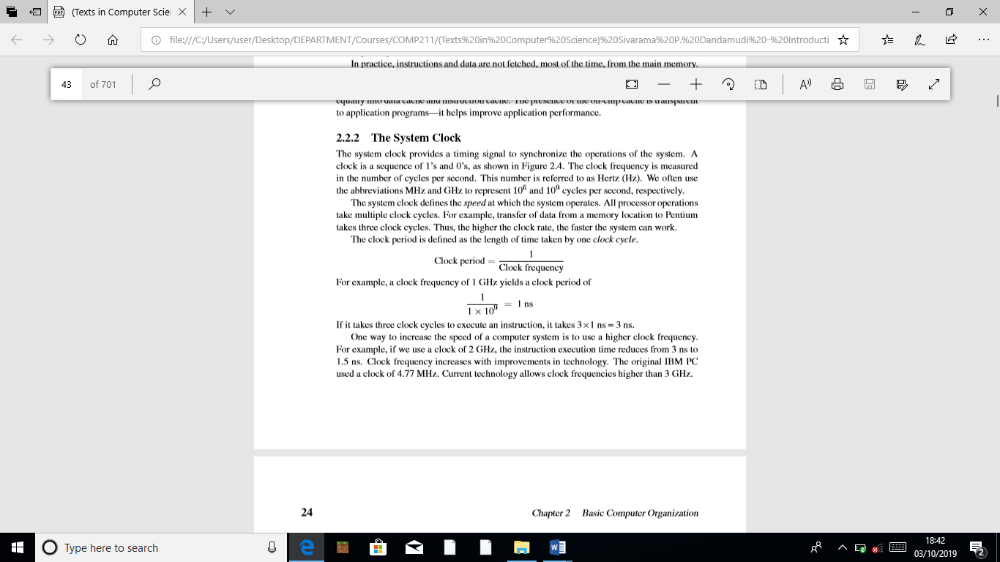 (Texts in Computer Scie
file:///C:/Users/user/Desktop/DEPARTMENT/Courses/COMP211/(Texts%20in%20Computer%20Science)%20Sivarama%20P.%20Dandamudi%20-%20Introducti
In practice, instructions and data are not fetched, most of the time, from the main memory.
43 of 701
equally into data cache and instruction cache. The presence of the on-chip cache is transparent
to application programs—it helps improve application performance.
2.2.2 The System Clock
The system clock provides a timing signal to synchronize the operations of the system. A
clock is a sequence of 1's and 0's, as shown in Figure 2.4. The clock frequency is measured
in the number of cycles per second. This number is referred to as Hertz (Hz). We often use
the abbreviations MHz and GHz to represent 10⁶ and 10⁹ cycles per second, respectively.
The system clock defines the speed at which the system operates. All processor operations
take multiple clock cycles. For example, transfer of data from a memory location to Pentium
takes three clock cycles. Thus, the higher the clock rate, the faster the system can work.
The clock period is defined as the length of time taken by one clock cycle.
1
Clock period =
Clock frequency
For example, a clock frequency of 1 GHz yields a clock period of
1
= 1 ns
1 × 10⁹
If it takes three clock cycles to execute an instruction, it takes 3×1 ns = 3 ns.
One way to increase the speed of a computer system is to use a higher clock frequency.
For example, if we use a clock of 2 GHz, the instruction execution time reduces from 3 ns to
1.5 ns. Clock frequency increases with improvements in technology. The original IBM PC
used a clock of 4.77 MHz. Current technology allows clock frequencies higher than 3 GHz.
24 Chapter 2 Basic Computer Organization
Type here to search
18:42
03/10/2019
2